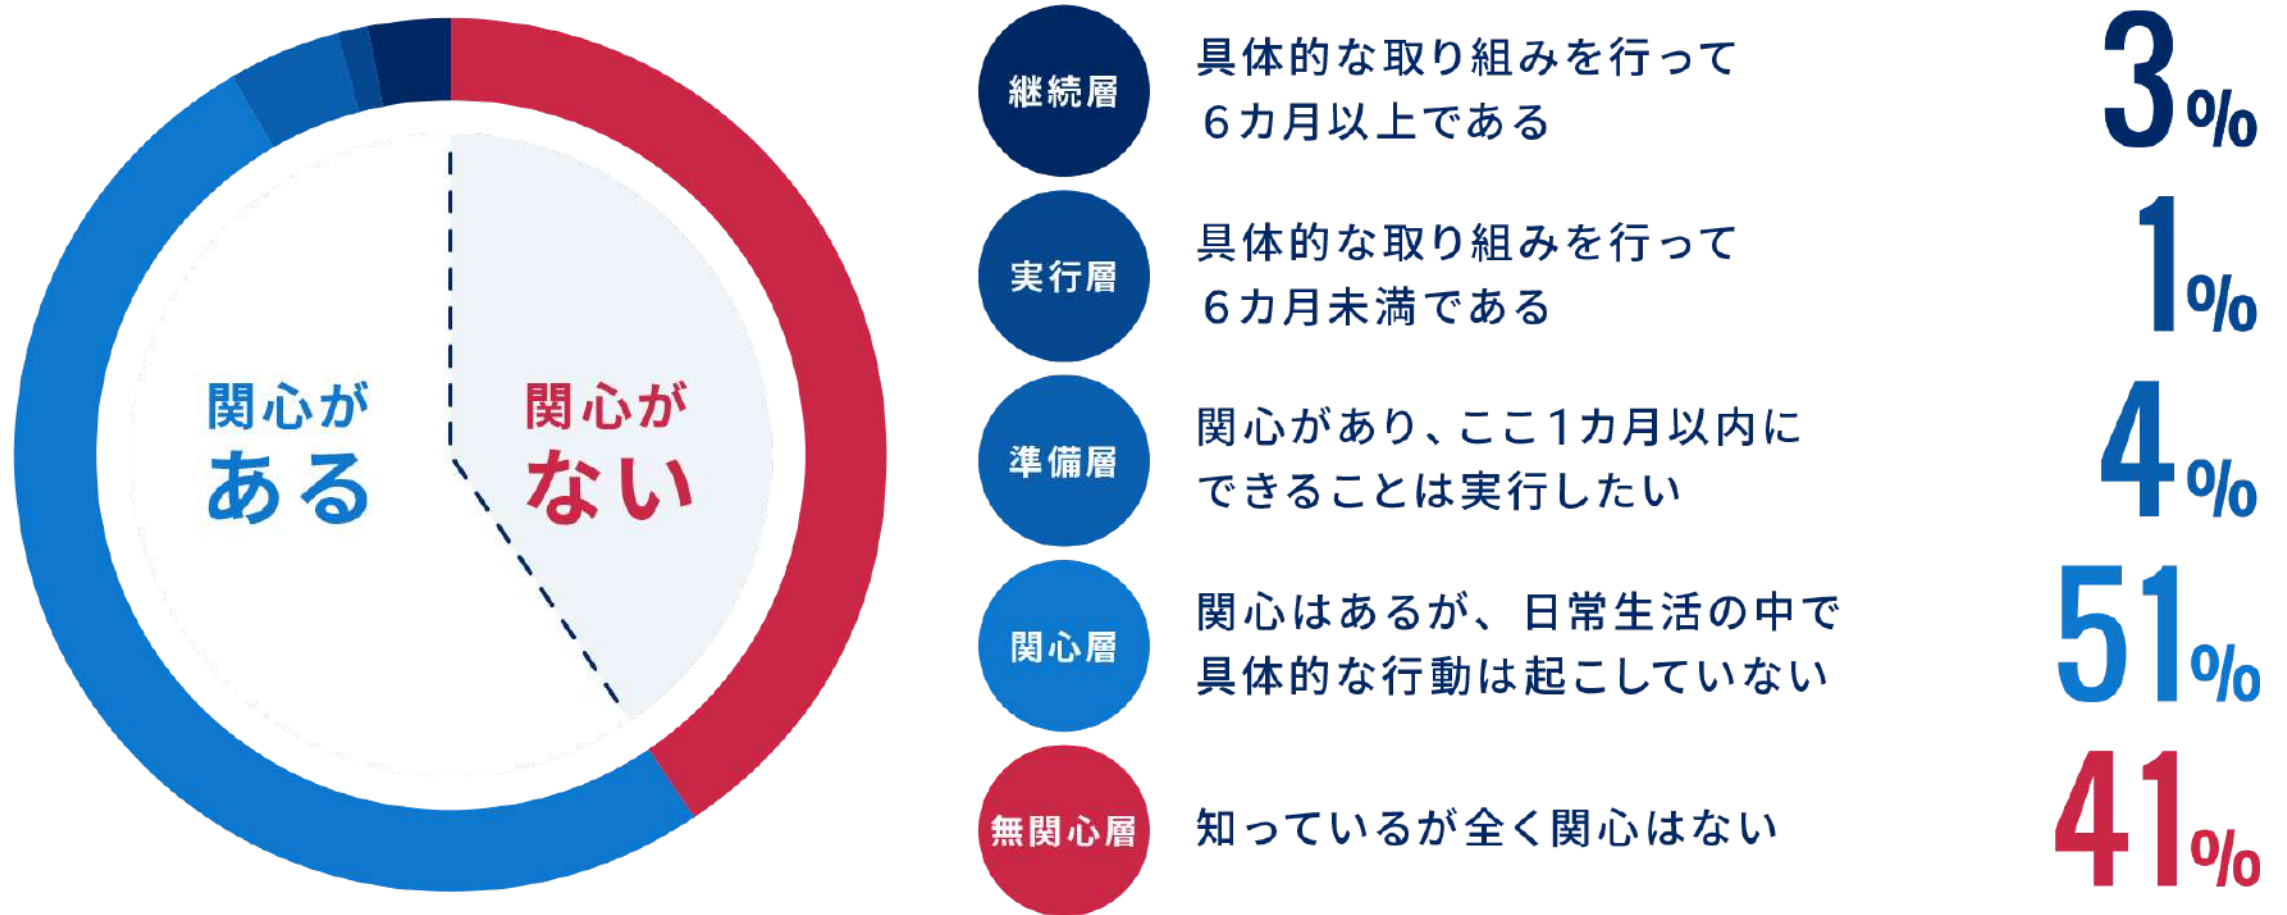 関心が
ある
関心が
ない
継続層
具体的な取り組みを行って
６カ月以上である
3%
実行層
具体的な取り組みを行って
６カ月未満である
1%
準備層
関心があり、ここ1カ月以内に
できることは実行したい
4%
関心層
関心はあるが、日常生活の中で
具体的な行動は起こしていない
51%
無関心層
知っているが全く関心はない
41%